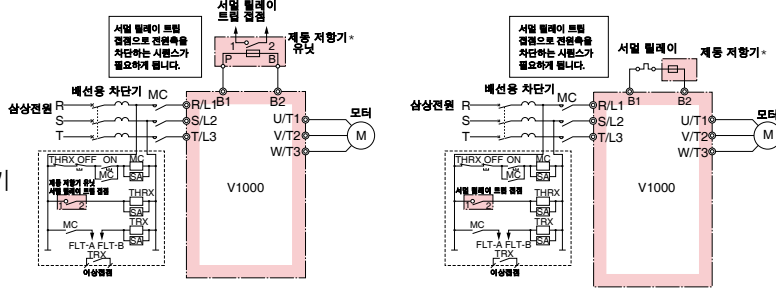 서멀 릴레이 트립
접점
서멀 릴레이 트립
접점으로 전원측을
차단하는 시퀀스가
필요하게 됩니다.
1 2
제동 저항기*
유닛
P B
배선용 차단기
MC
B1 B2
삼상전원
R R/L1
S S/L2
T T/L3
U/T1
V/T2
W/T3
모터
M
V1000
THRX OFF ON MC
MC
SA
제동 저항기 유닛
서멀 릴레이 트립 접점
1 2
THRX
SA
MC
TRX
SA
FLT-A FLT-B
TRX
이상접점
서멀 릴레이 트립
접점으로 전원측을
차단하는 시퀀스가
필요하게 됩니다.
서멀 릴레이
제동 저항기*
배선용 차단기
MC
B1 B2
삼상전원
R R/L1
S S/L2
T T/L3
U/T1
V/T2
W/T3
모터
M
V1000
THRX OFF ON MC
MC
SA
서멀 릴레이 트립 접점
1 2
THRX
SA
MC
TRX
SA
FLT-A FLT-B
TRX
이상접점